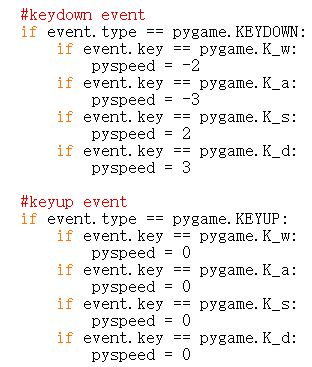 #keydown event
if event.type == pygame.KEYDOWN:
    if event.key == pygame.K_w:
        pyspeed = -2
    if event.key == pygame.K_a:
        pyspeed = -3
    if event.key == pygame.K_s:
        pyspeed = 2
    if event.key == pygame.K_d:
        pyspeed = 3
#keyup event
if event.type == pygame.KEYUP:
    if event.key == pygame.K_w:
        pyspeed = 0
    if event.key == pygame.K_a:
        pyspeed = 0
    if event.key == pygame.K_s:
        pyspeed = 0
    if event.key == pygame.K_d:
        pyspeed = 0